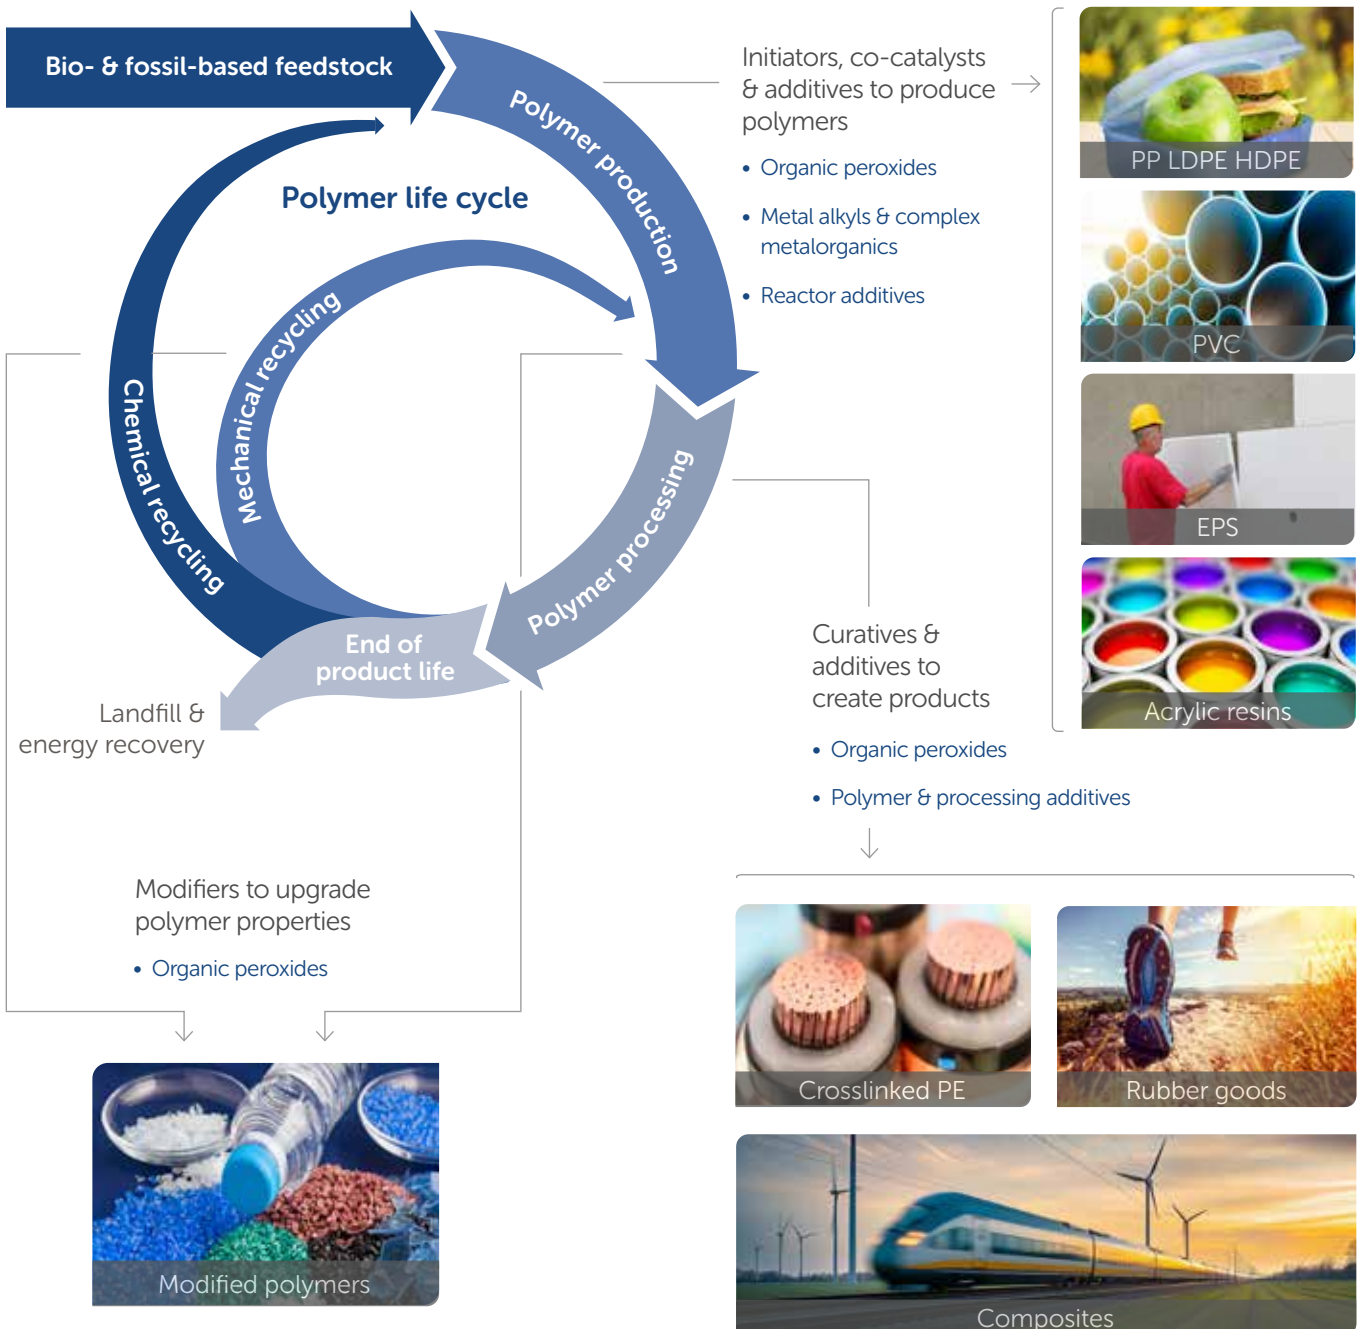 Bio- & fossil-based feedstock
Polymer production
Polymer life cycle
Mechanical recycling
Chemical recycling
Polymer processing
End of
product life
Landfill &
energy recovery
Initiators, co-catalysts
& additives to produce
polymers
• Organic peroxides
• Metal alkyls & complex
metalorganics
• Reactor additives
PP LDPE HDPE
PVC
EPS
Acrylic resins
Curatives &
additives to
create products
• Organic peroxides
• Polymer & processing additives
Modifiers to upgrade
polymer properties
• Organic peroxides
Modified polymers
Crosslinked PE
Rubber goods
Composites